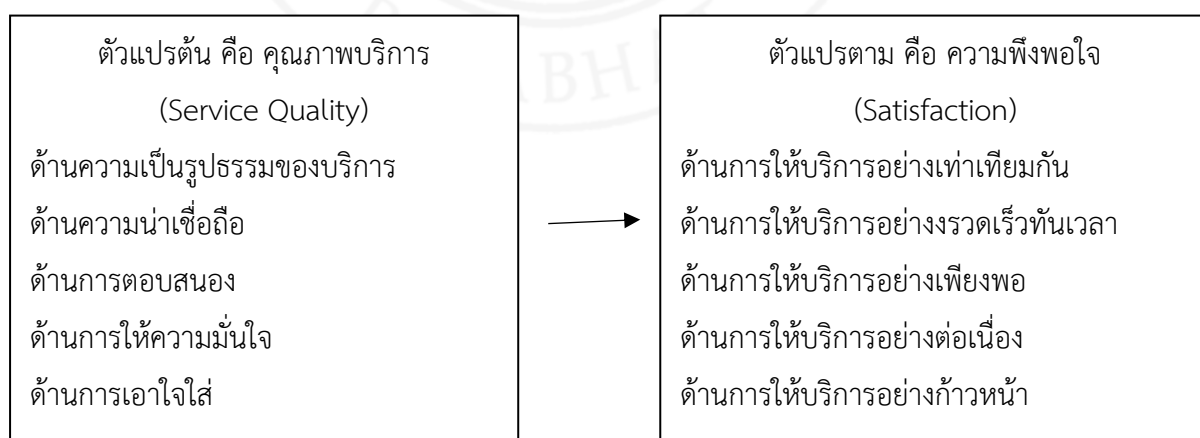 ตัวแปรต้น คือ คุณภาพบริการ
(Service Quality)
ด้านความเป็นรูปธรรมของบริการ
ด้านความน่าเชื่อถือ
ด้านการตอบสนอง
ด้านการให้ความมั่นใจ
ด้านการเอาใจใส่
ตัวแปรตาม คือ ความพึงพอใจ
(Satisfaction)
ด้านการให้บริการอย่างเท่าเทียมกัน
ด้านการให้บริการอย่างงรวดเร็วทันเวลา
ด้านการให้บริการอย่างเพียงพอ
ด้านการให้บริการอย่างต่อเนื่อง
ด้านการให้บริการอย่างก้าวหน้า